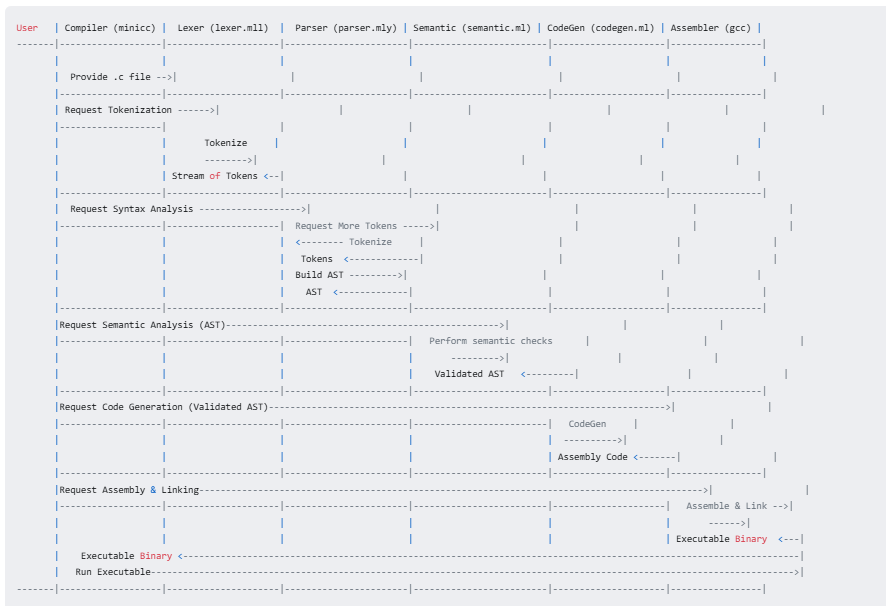 User | Compiler (minicc) | Lexer (lexer.mll) | Parser (parser.mly) | Semantic (semantic.ml) | CodeGen (codegen.ml) | Assembler (gcc) |
Provide .c file -->|
Request Tokenization ------>|
Tokenize
-------->|
Stream of Tokens <--|
Request Syntax Analysis ------------------->|
Request More Tokens ----->|
<-------- Tokenize
Tokens <-------------|
Build AST --------->|
AST <-------------|
Request Semantic Analysis (AST)--------------------------------------------------->|
Perform semantic checks
--------->|
Validated AST <---------|
Request Code Generation (Validated AST)------------------------------------------------------------------------->|
CodeGen
---------->|
Assembly Code <-------|
Request Assembly & Linking---------------------------------------------------------------------------------------->|
Assemble & Link -->|
------>|
Executable Binary <---|
Executable Binary <-------------------------------------------------------------------------------------------------------------|
Run Executable------------------------------------------------------------------------------------------------------------------>|